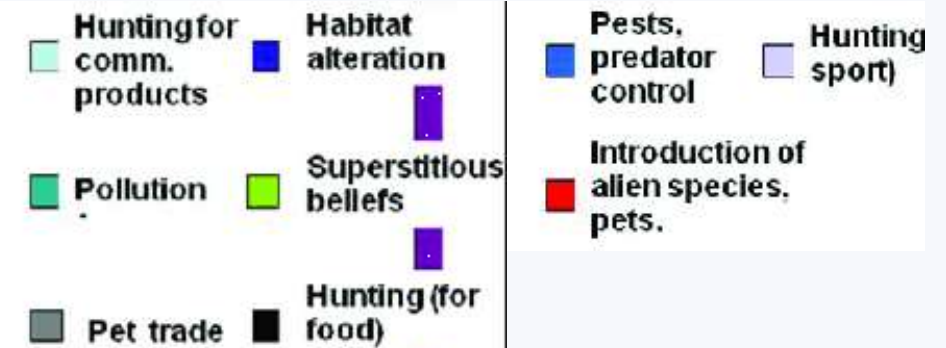 Hunting for
comm.
products
Habitat
alteration
Pollution
Superstitious
beliefs
Pet trade
Hunting (for
food)
Pests,
predator
control
Hunting
sport)
Introduction of
alien species,
pets.